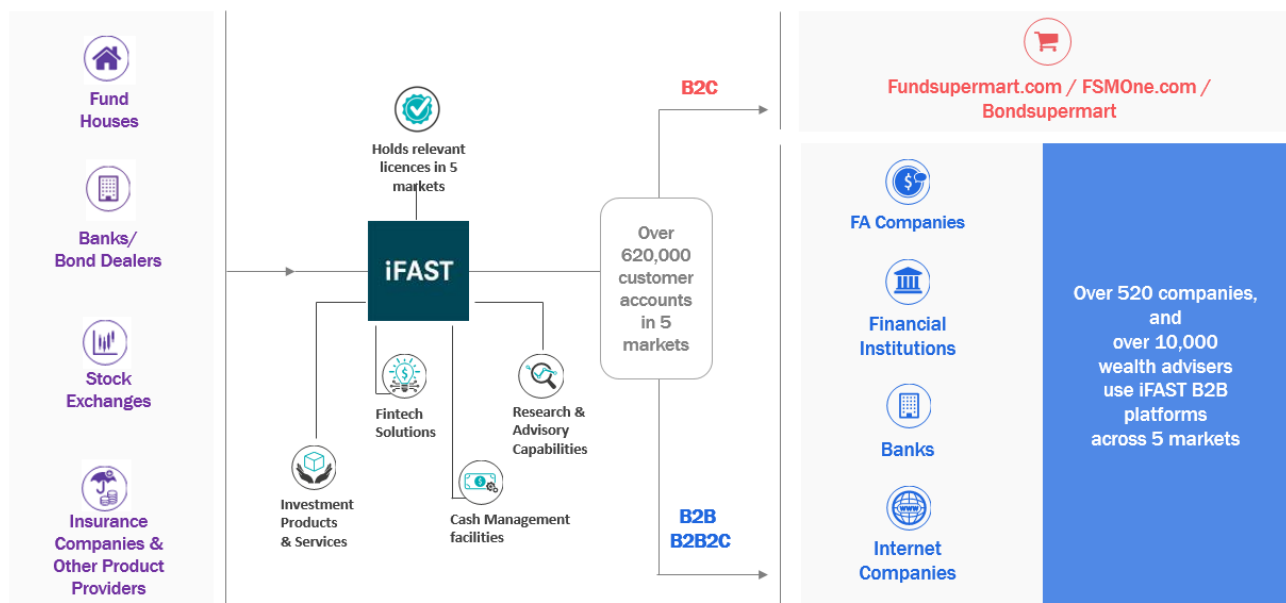 Fund
Houses
Banks/
Bond Dealers
Stock
Exchanges
Insurance
Companies &
Other Product
Providers
Holds relevant
licences in 5
markets
iFAST
Fintech
Solutions
Research &
Advisory
Capabilities
Investment
Products
& Services
Cash Management
facilities
Over
620,000
customer
accounts
in 5
markets
B2C
B2B
B2B2C
Fundsupermart.com / FSMOne.com /
Bondsupermart
FA Companies
Financial
Institutions
Banks
www
Internet
Companies
Over 520 companies,
and
over 10,000
wealth advisers
use iFAST B2B
platforms
across 5 markets